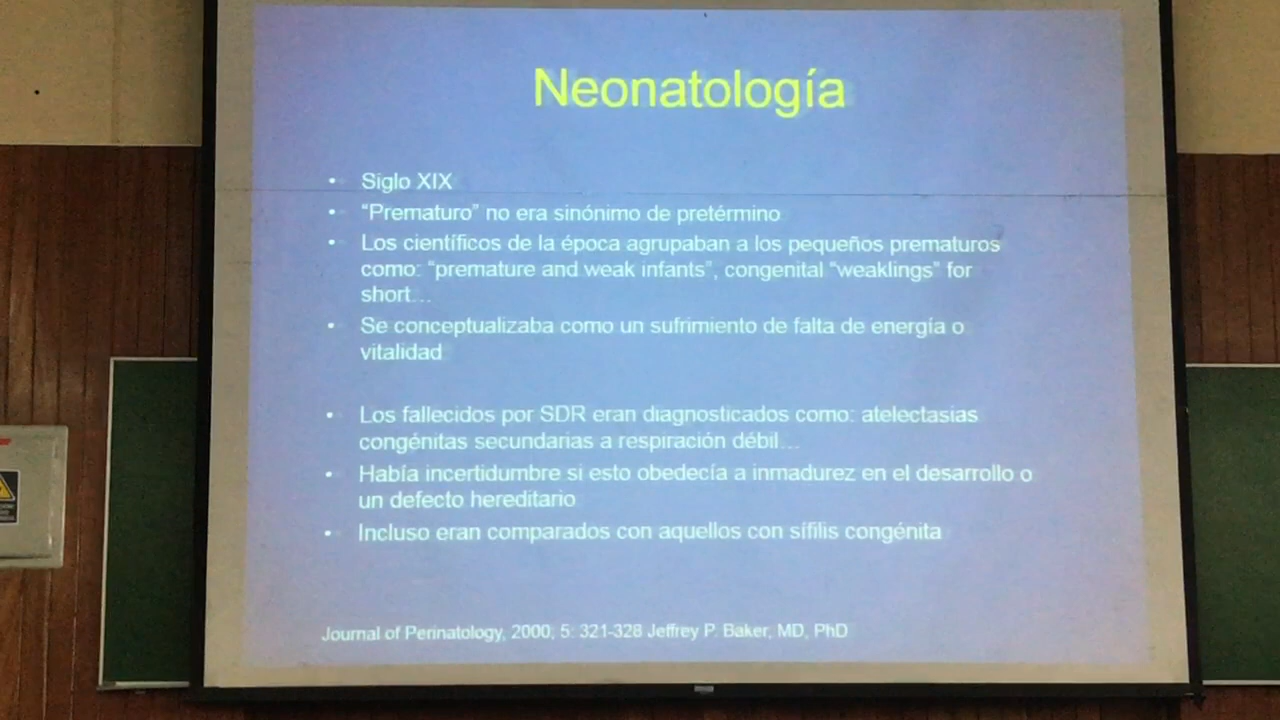 Neonatología
• Siglo XIX
• “Prematuro” no era sinónimo de pretérmino
• Los científicos de la época agrupaban a los pequeños prematuros
como: “premature and weak infants”, congenital “weaklings” for
short…
• Se conceptualizaba como un sufrimiento de falta de energía o
vitalidad
• Los fallecidos por SDR eran diagnosticados como: atelectasias
congénitas secundarias a respiración débil…
• Había incertidumbre si esto obedecía a inmadurez en el desarrollo o
un defecto hereditario
• Incluso eran comparados con aquellos con sífilis congénita
Journal of Perinatology, 2000, 5: 321-328 Jeffrey P. Baker, MD, PhD